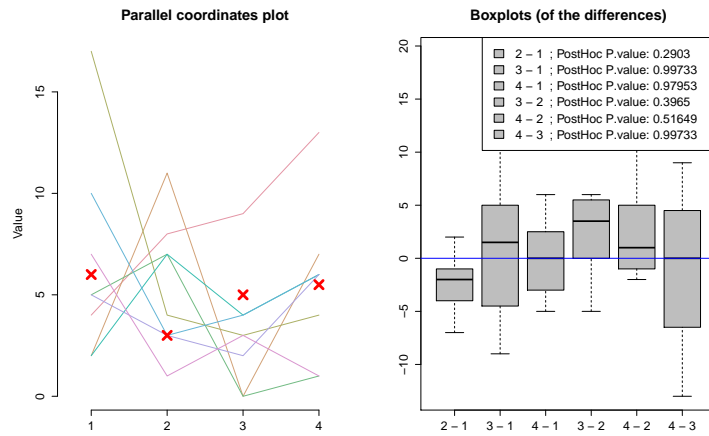 Parallel coordinates plot
Value
0
5
10
15
1
2
3
4
Boxplots (of the differences)
2 − 1 ; PostHoc P.value: 0.2903
3 − 1 ; PostHoc P.value: 0.99733
4 − 1 ; PostHoc P.value: 0.97953
3 − 2 ; PostHoc P.value: 0.3965
4 − 2 ; PostHoc P.value: 0.51649
4 − 3 ; PostHoc P.value: 0.99733
20
15
10
5
0
−5
−10
2 − 1
3 − 1
4 − 1
3 − 2
4 − 2
4 − 3